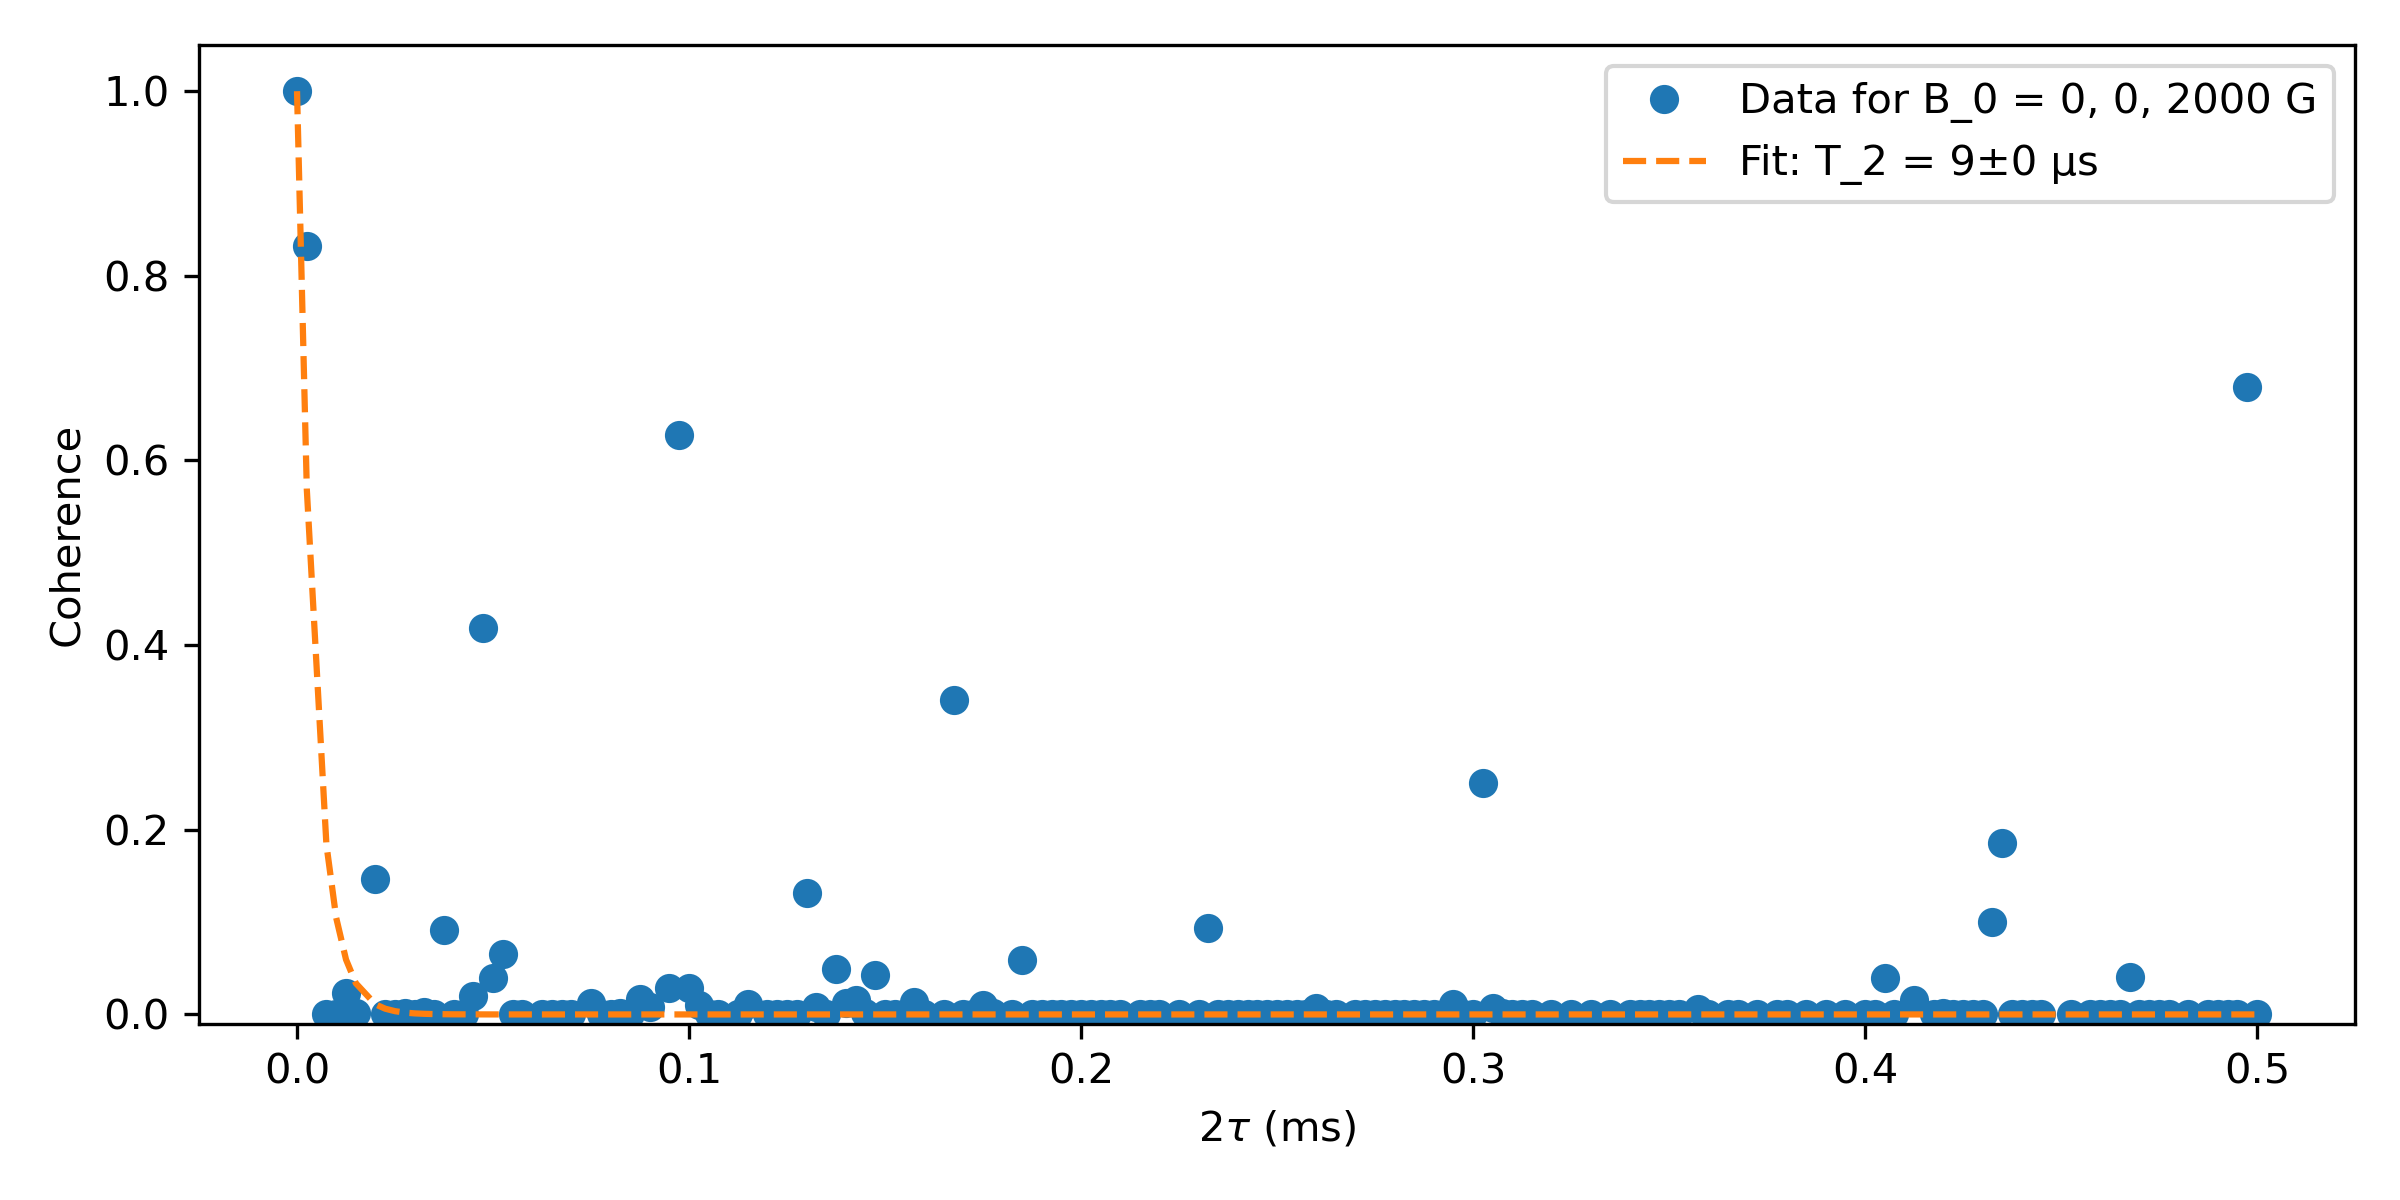 Data for B_0 = 0, 0, 2000 G
Fit: T_2 = 9±0 µs
1.0
0.8
0.6
0.4
0.2
0.0
Coherence
0.0 0.1 0.2 0.3 0.4 0.5
2τ (ms)